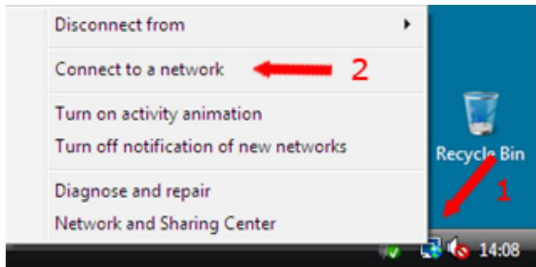 Disconnect from
Connect to a network
2
Turn on activity animation
Turn off notification of new networks
Recycle Bin
Diagnose and repair
1
Network and Sharing Center
14:08